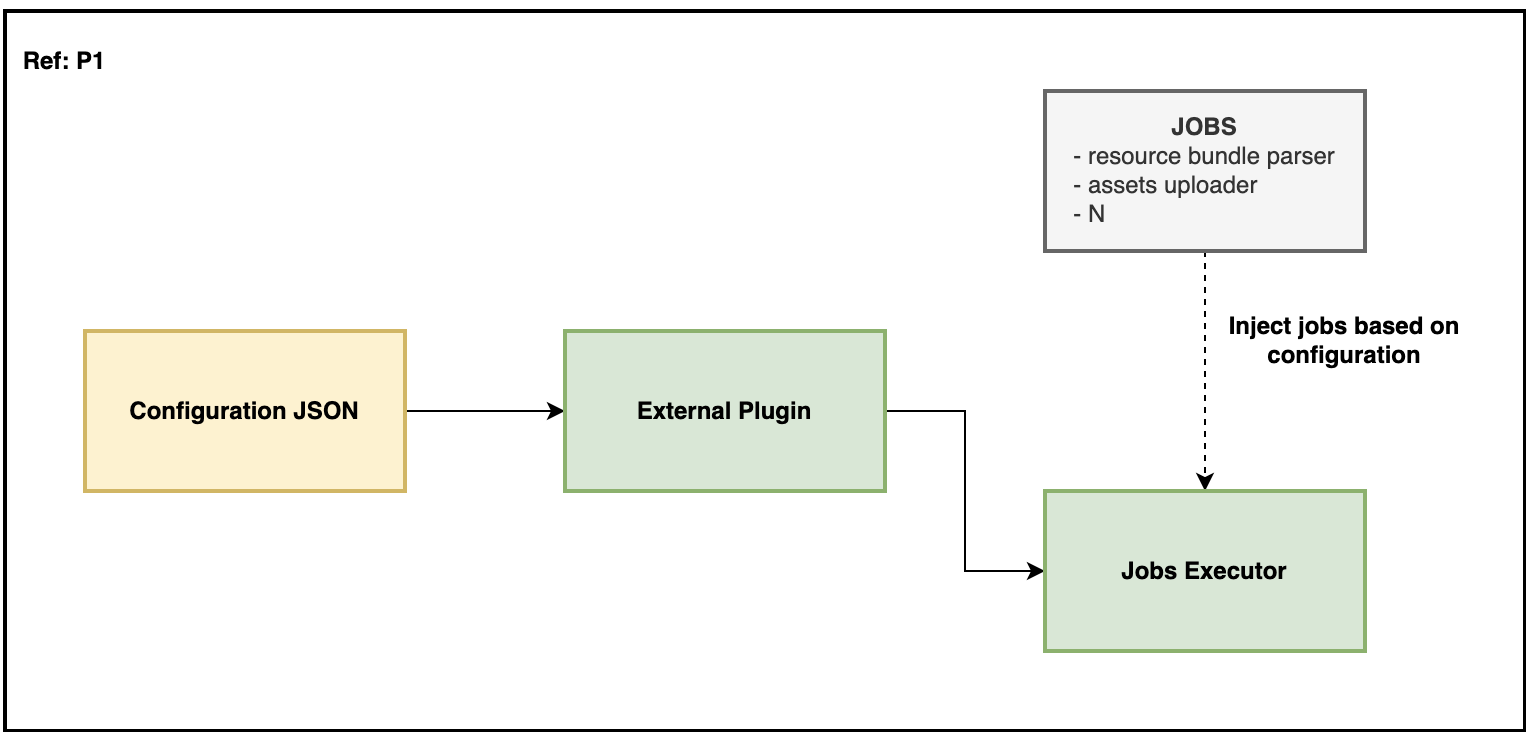 Ref: P1
JOBS
- resource bundle parser
- assets uploader
- N
Inject jobs based on
configuration
Configuration JSON
External Plugin
Jobs Executor